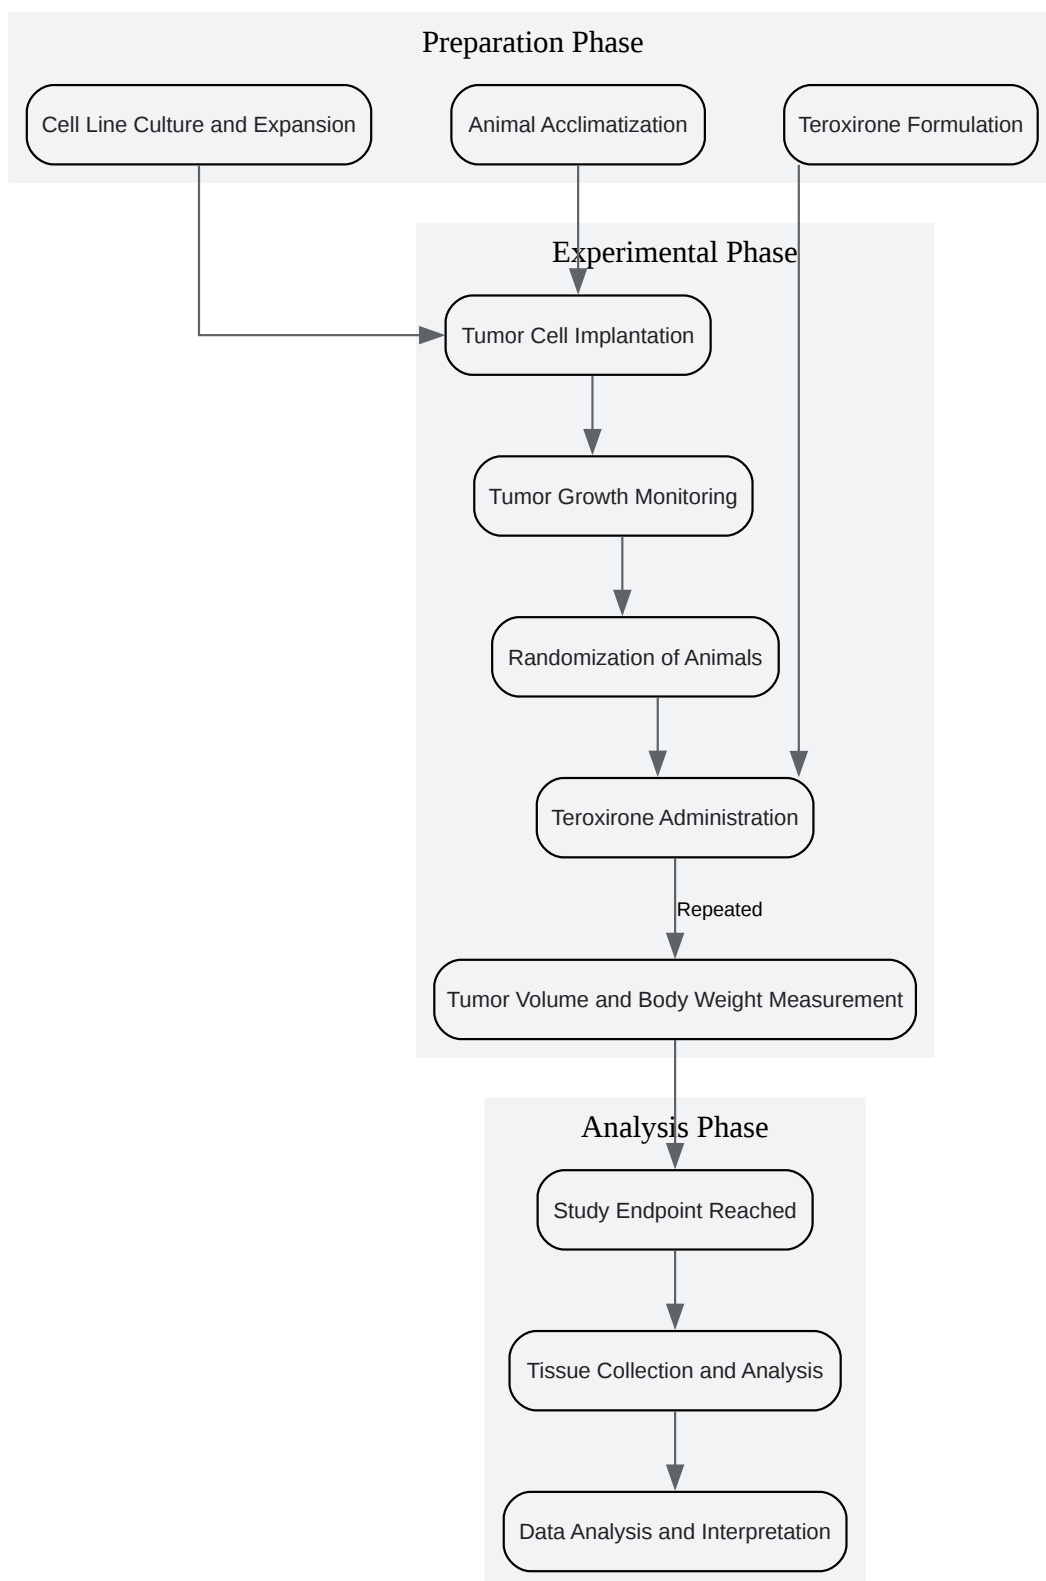 Preparation Phase
Cell Line Culture and Expansion
Animal Acclimatization
Teroxirone Formulation
Experimental Phase
Tumor Cell Implantation
Tumor Growth Monitoring
Randomization of Animals
Teroxirone Administration
Repeated
Tumor Volume and Body Weight Measurement
Analysis Phase
Study Endpoint Reached
Tissue Collection and Analysis
Data Analysis and Interpretation